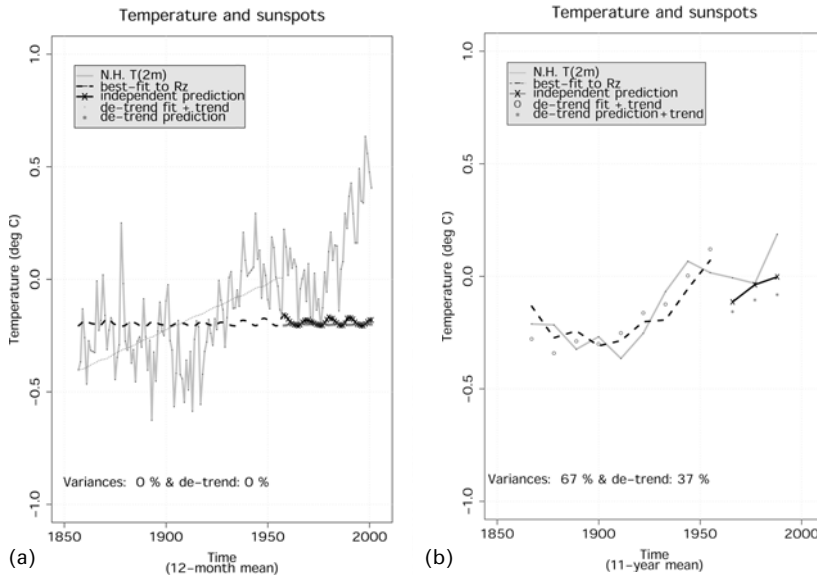 Temperature and sunspots
1.0
0.5
0.0
-0.5
-1.0
Temperature (deg C)
N.H. T(2m)
best-fit to Rz
independent prediction
de-trend fit + trend
de-trend prediction
Variances: 0 % & de-trend: 0 %
1850 1900 1950 2000
Time
(12-month mean)
(a)
Temperature and sunspots
1.0
0.5
0.0
-0.5
-1.0
Temperature (deg C)
N.H. T(2m)
best-fit to Rz
independent prediction
de-trend fit + trend
de-trend prediction + trend
Variances: 67 % & de-trend: 37 %
1850 1900 1950 2000
Time
(11-year mean)
(b)